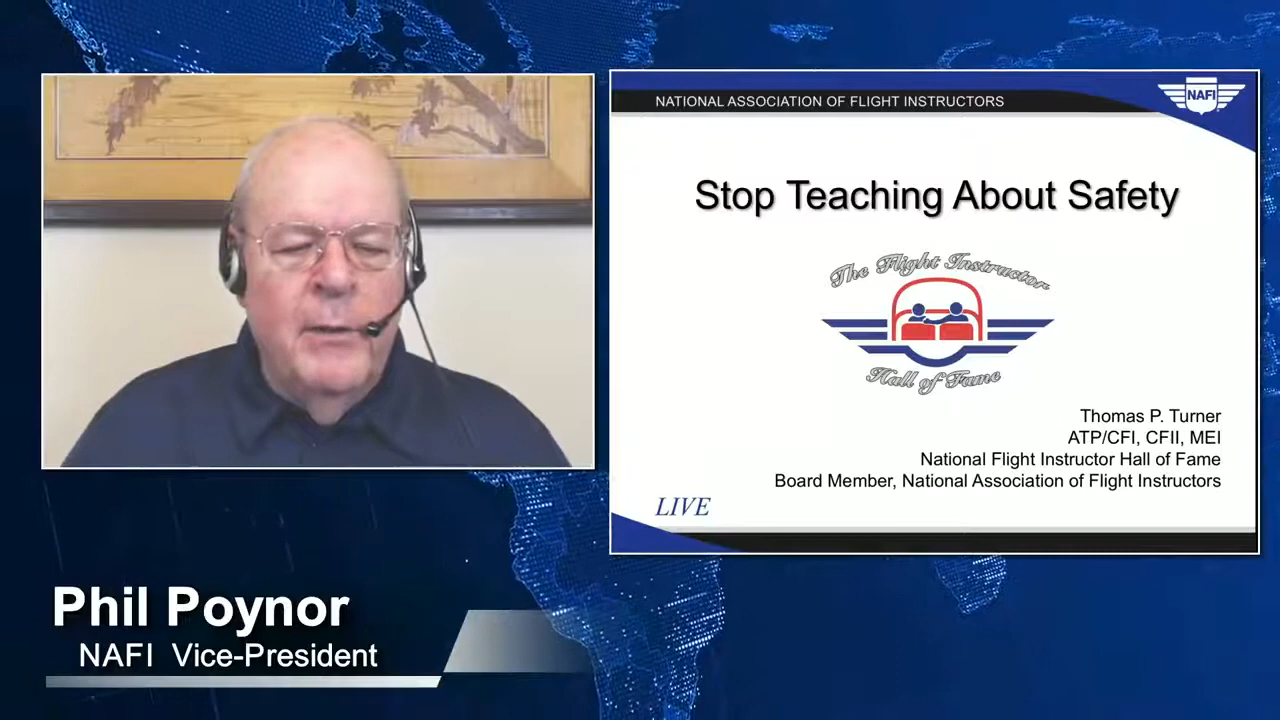 NATIONAL ASSOCIATION OF FLIGHT INSTRUCTORS
NAFI
Stop Teaching About Safety
The Flight Instructor
Hall of Fame
Thomas P. Turner
ATP/CFI, CFII, MEI
National Flight Instructor Hall of Fame
Board Member, National Association of Flight Instructors
LIVE
Phil Poynor
NAFI Vice-President